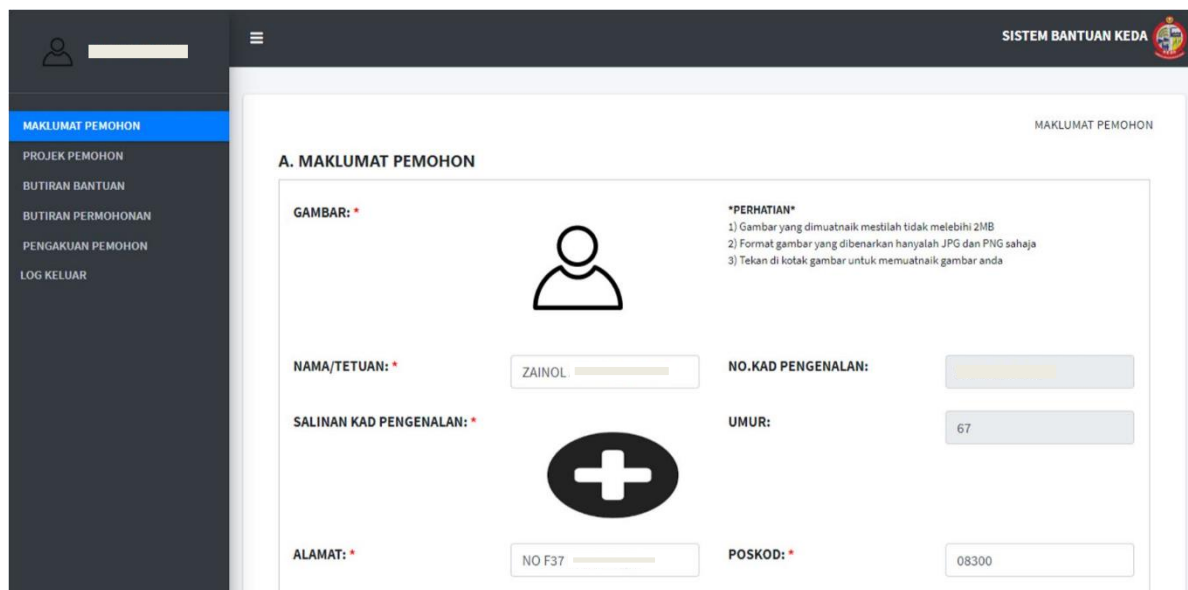 SISTEM BANTUAN KEDA
MAKLUMAT PEMOHON
PROJEK PEMOHON
BUTIRAN BANTUAN
BUTIRAN PERMOHONAN
PENGAKUAN PEMOHON
LOG KELUAR
MAKLUMAT PEMOHON
A. MAKLUMAT PEMOHON
GAMBAR: *
*PERHATIAN*
1) Gambar yang dimuatnaik mestilah tidak melebihi 2MB
2) Format gambar yang dibenarkan hanyalah JPG dan PNG sahaja
3) Tekan di kotak gambar untuk memuatnaik gambar anda
NAMA/TETUAN: * ZAINOL NO.KAD PENGENALAN:
SALINAN KAD PENGENALAN: * UMUR: 67
ALAMAT: * NO F37 POSKOD: * 08300